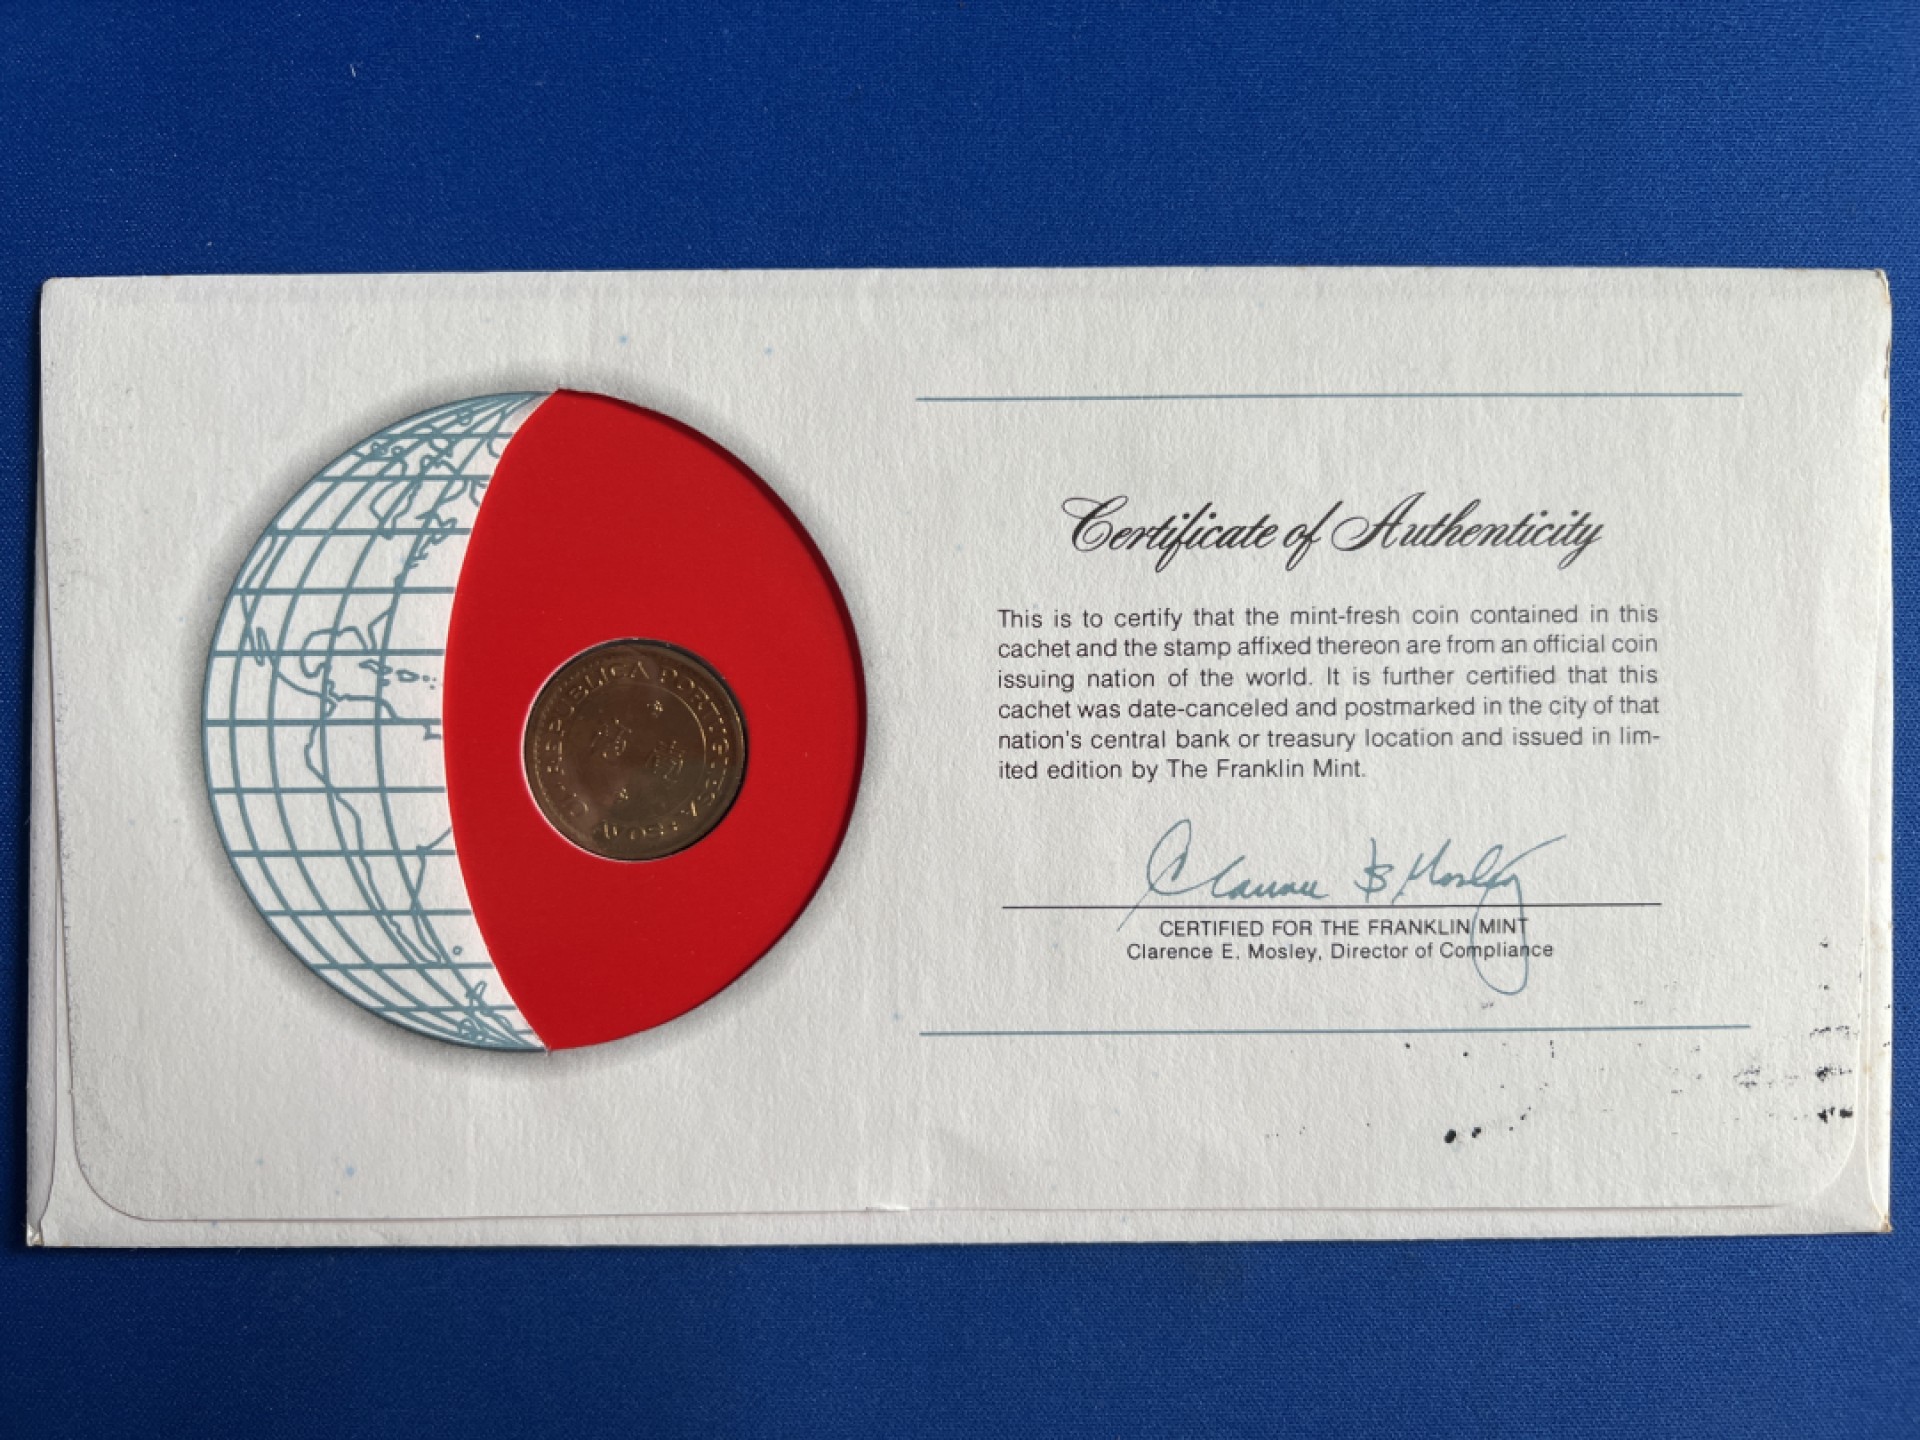 REPUBLICA PORTUGUESA
Certificate of Authenticity
This is to certify that the mint-fresh coin contained in this
cachet and the stamp affixed thereon are from an official coin
issuing nation of the world. It is further certified that this
cachet was date-canceled and postmarked in the city of that
nation's central bank or treasury location and issued in lim-
ited edition by The Franklin Mint.
CERTIFIED FOR THE FRANKLIN MINT
Clarence E. Mosley, Director of Compliance